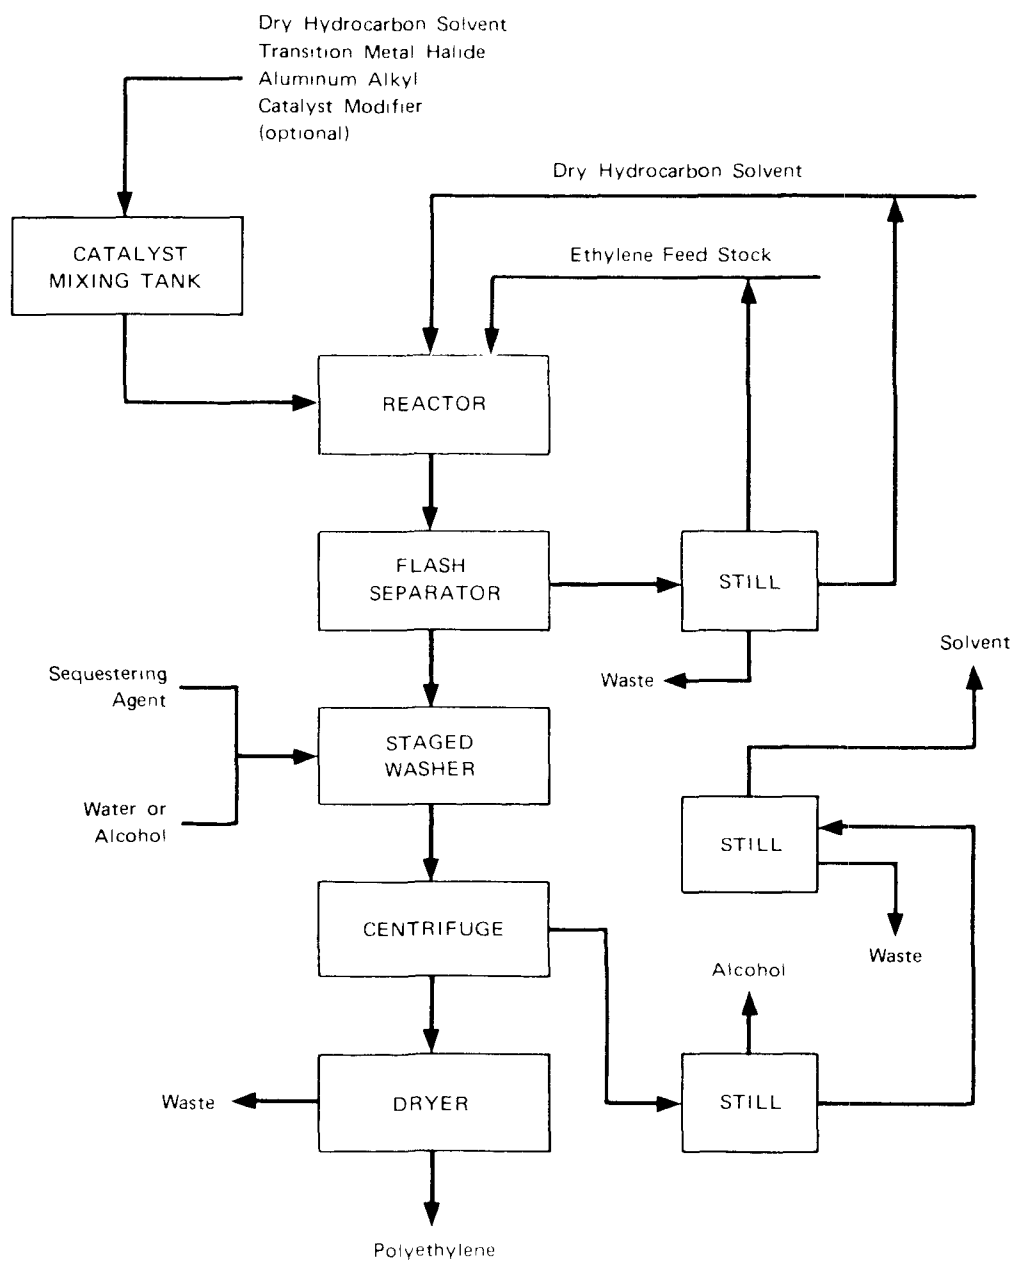 Dry Hydrocarbon Solvent
Transition Metal Halide
Aluminum Alkyl
Catalyst Modifier
(optional)
Dry Hydrocarbon Solvent
CATALYST
MIXING TANK
Ethylene Feed Stock
REACTOR
FLASH
SEPARATOR
STILL
Solvent
Sequestering
Agent
Waste
STAGED
WASHER
Water or
Alcohol
STILL
CENTRIFUGE
Waste
Alcohol
Waste
DRYER
STILL
Polyethylene